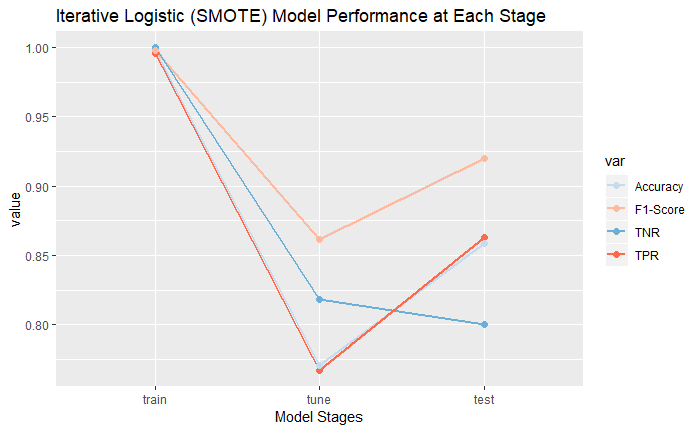 Iterative Logistic (SMOTE) Model Performance at Each Stage
1.00
0.95
0.90
0.85
0.80
value
train
tune
test
Model Stages
var
Accuracy
F1-Score
TNR
TPR